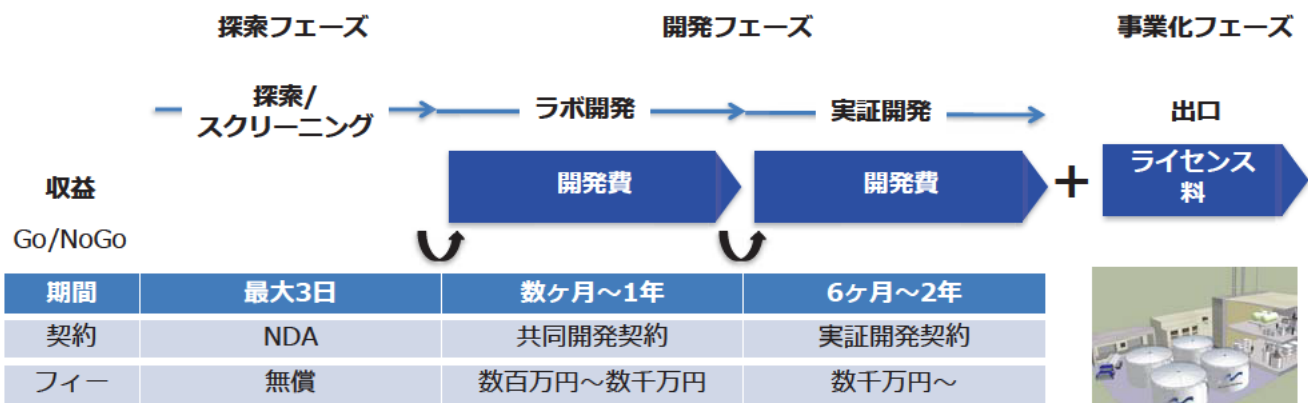 探索フェーズ
開発フェーズ
事業化フェーズ
探索/
スクリーニング
ラボ開発
実証開発
出口
収益
開発費
開発費
+
ライセンス
料
Go/NoGo
期間 最大3日 数ヶ月～1年 6ヶ月～2年
契約 NDA 共同開発契約 実証開発契約
フィー 無償 数百万円～数千万円 数千万円～